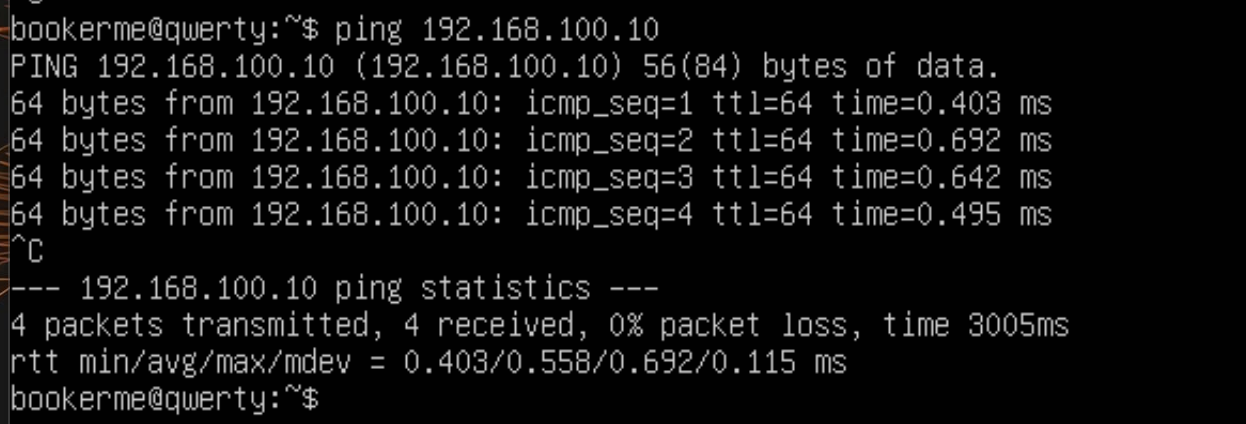 bookerme@qwerty:~$ ping 192.168.100.10
PING 192.168.100.10 (192.168.100.10) 56(84) bytes of data.
64 bytes from 192.168.100.10: icmp_seq=1 ttl=64 time=0.403 ms
64 bytes from 192.168.100.10: icmp_seq=2 ttl=64 time=0.692 ms
64 bytes from 192.168.100.10: icmp_seq=3 ttl=64 time=0.642 ms
64 bytes from 192.168.100.10: icmp_seq=4 ttl=64 time=0.495 ms
^C
--- 192.168.100.10 ping statistics ---
4 packets transmitted, 4 received, 0% packet loss, time 3005ms
rtt min/avg/max/mdev = 0.403/0.558/0.692/0.115 ms
bookerme@qwerty:~$